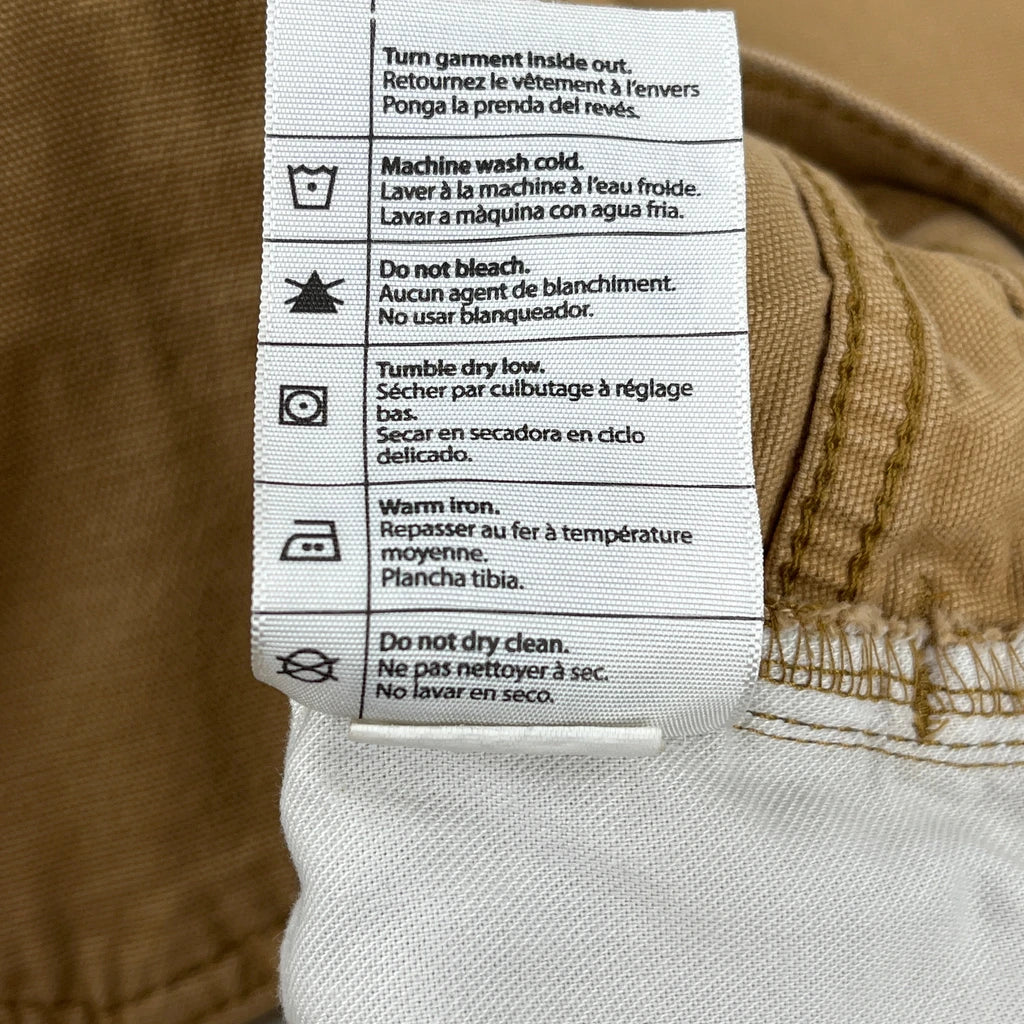 Turn garment inside out.
Retournez le vêtement à l'envers
Ponga la prenda del revés.
Machine wash cold.
Laver à la machine à l'eau froide.
Lavar a màquina con agua fria.
Do not bleach.
Aucun agent de blanchiment.
No usar blanqueador.
Tumble dry low.
Sécher par culbutage à réglage
bas.
Secar en secadora en ciclo
delicado.
Warm iron.
Repasser au fer à température
moyenne.
Plancha tibia.
Do not dry clean.
Ne pas nettoyer à sec.
No lavar en seco.